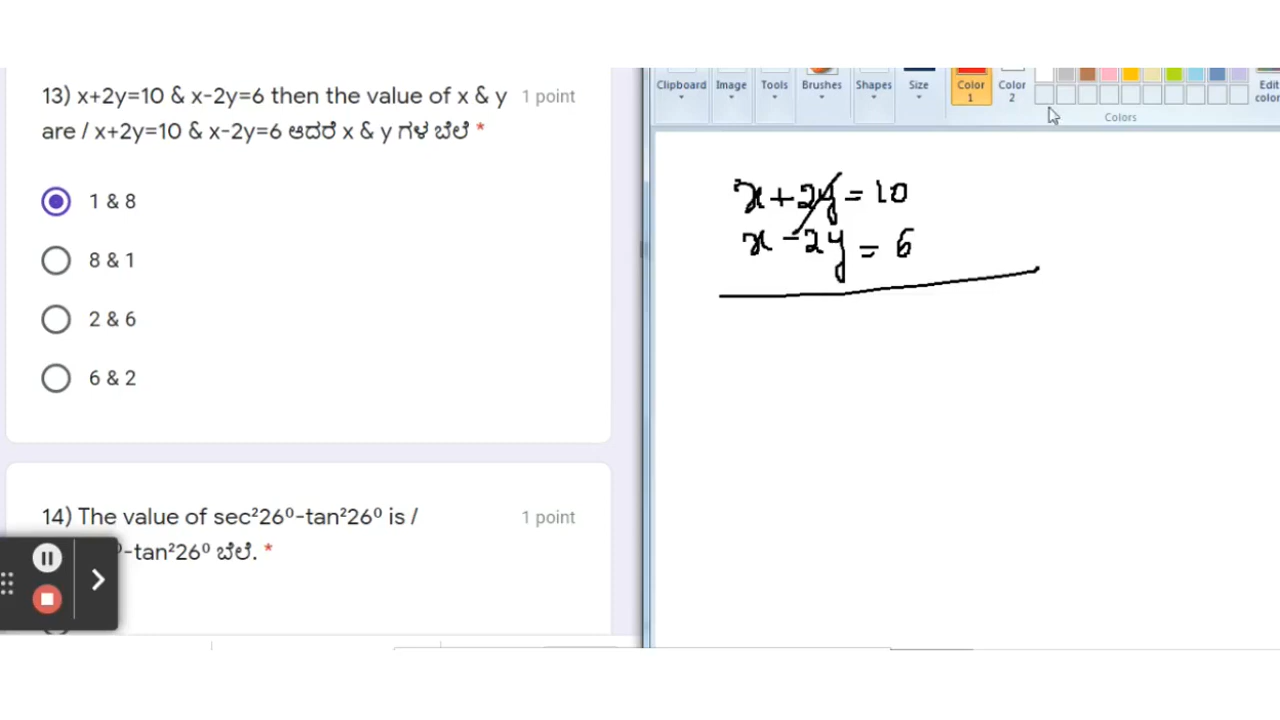 13) x+2y=10 & x-2y=6 then the value of x & y 1 point
are / x+2y=10 & x-2y=6 ಆದರೆ x & y ಗಳ ಬೆಲೆ *
1 & 8
8 & 1
2 & 6
6 & 2
14) The value of sec²26⁰-tan²26⁰ is / 1 point
-tan²26⁰ ಬೆಲೆ. *
Clipboard Image Tools Brushes Shapes Size Color 1 Color 2 Edit color
Colors
x+2y=10
x-2y=6